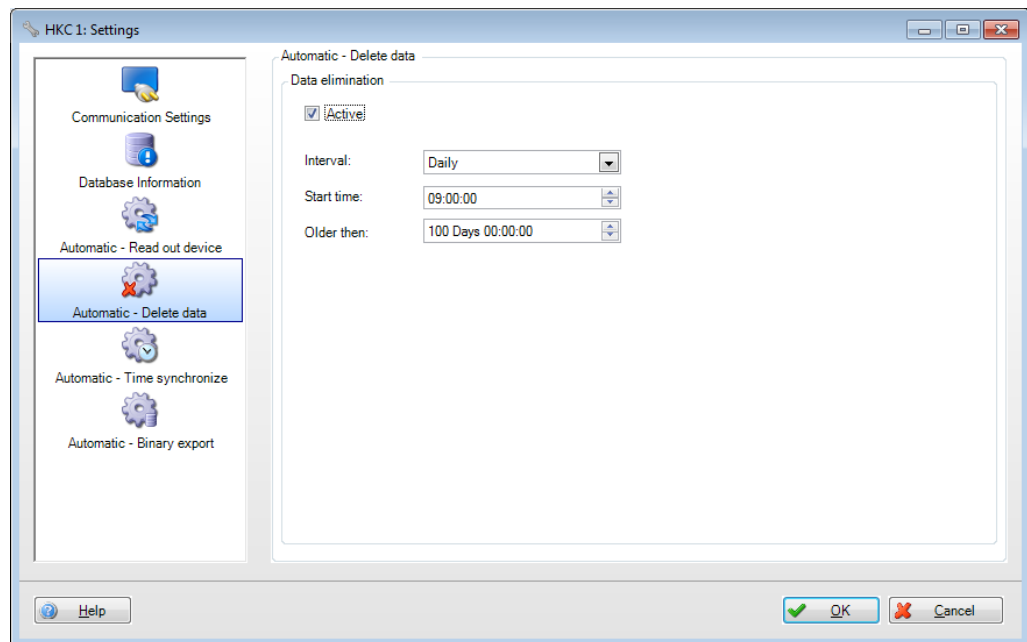 HKC 1: Settings
Communication Settings
Database Information
Automatic - Read out device
Automatic - Delete data
Automatic - Time synchronize
Automatic - Binary export
Automatic - Delete data
Data elimination
Active
Interval: Daily
Start time: 09:00:00
Older then: 100 Days 00:00:00
Help
OK
Cancel